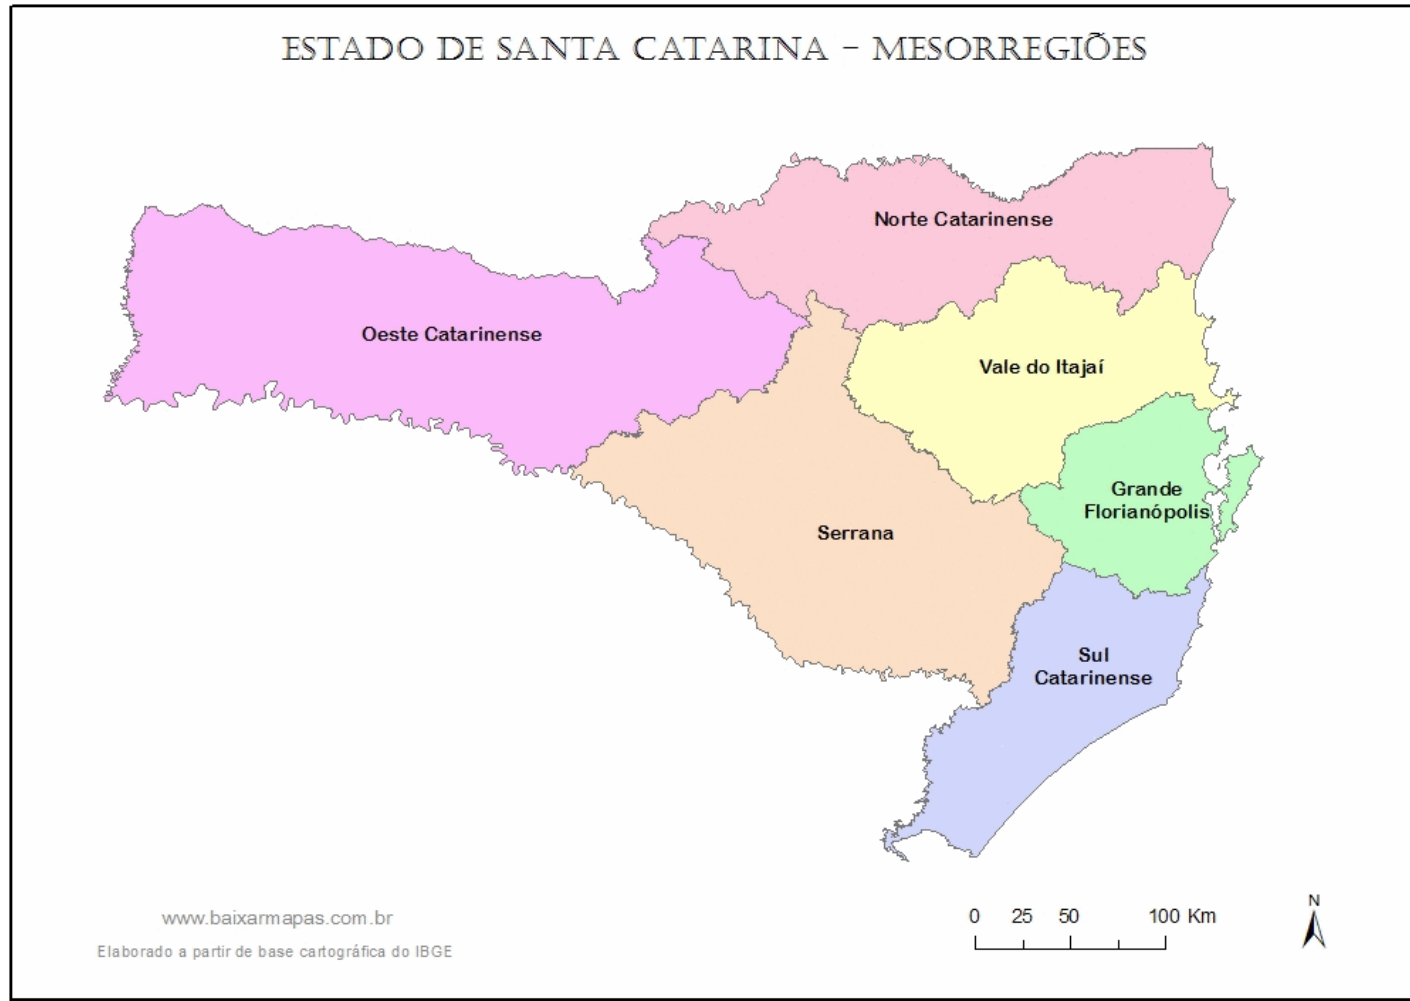 ESTADO DE SANTA CATARINA – MESORREGIÕES
Norte Catarinense
Oeste Catarinense
Vale do Itajaí
Grande
Florianópolis
Serrana
Sul
Catarinense
www.baixarmapas.com.br
Elaborado a partir de base cartográfica do IBGE
0 25 50 100 Km
N